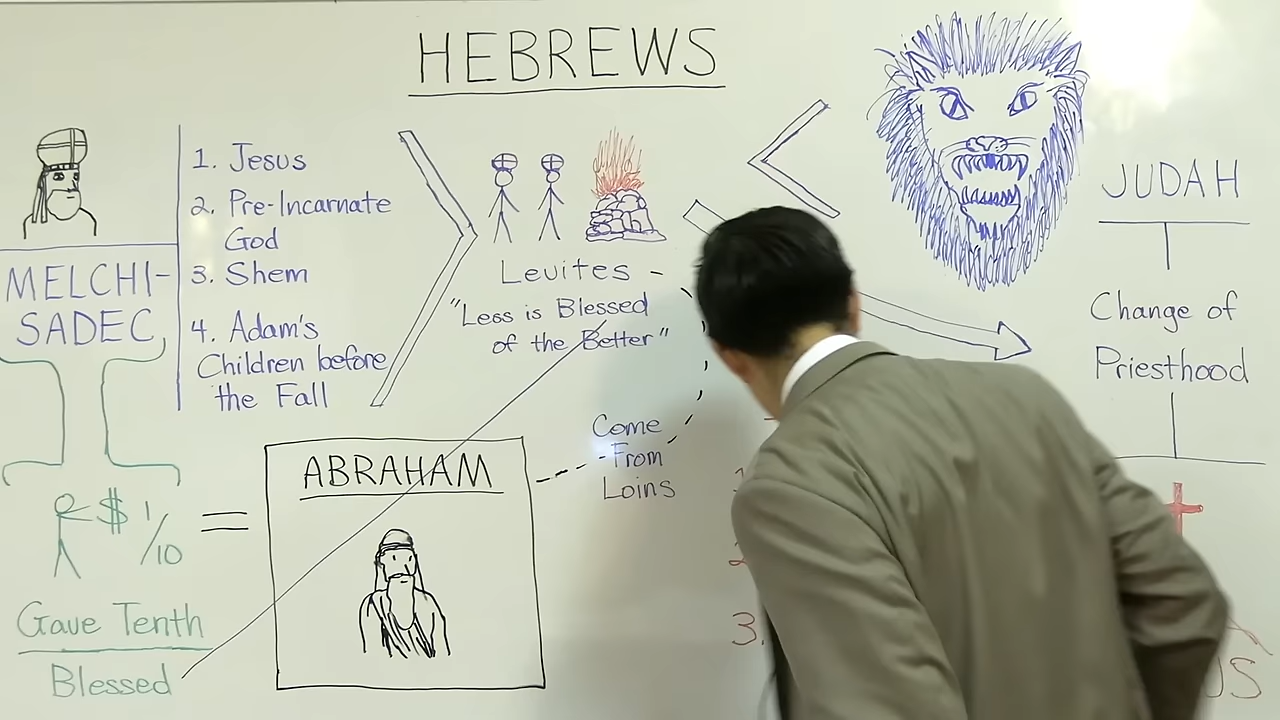 HEBREWS
MELCHI-
SADEC
1. Jesus
2. Pre-Incarnate
God
3. Shem
4. Adam's
Children before
the Fall
Levites -
"Less is Blessed
of the Better"
JUDAH
Change of
Priesthood
$ 1/10
=
Gave Tenth
Blessed
ABRAHAM
Come
From
Loins
3.
US